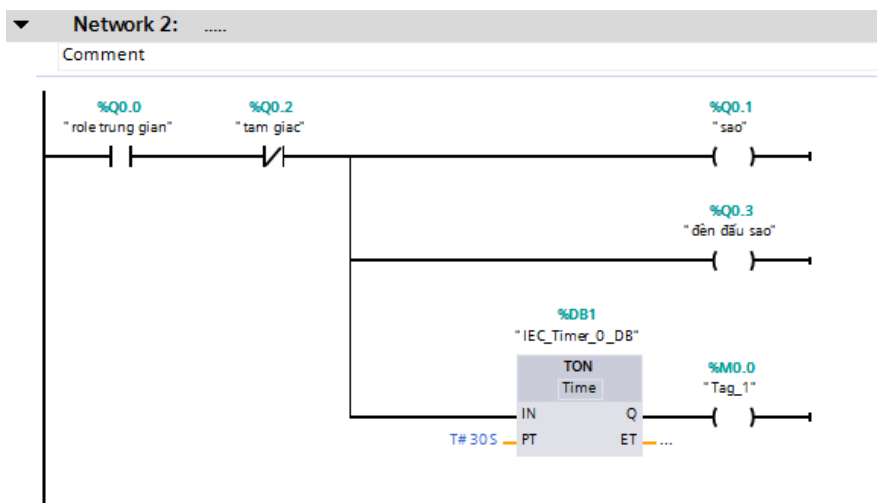 Network 2: .....
Comment
%Q0.0
"role trung gian"
%Q0.2
"tam giac"
%Q0.1
"sao"
%Q0.3
"đèn đấu sao"
%DB1
"IEC_Timer_0_DB"
TON
Time
%M0.0
"Tag_1"
IN
Q
T#30S
PT
ET
...